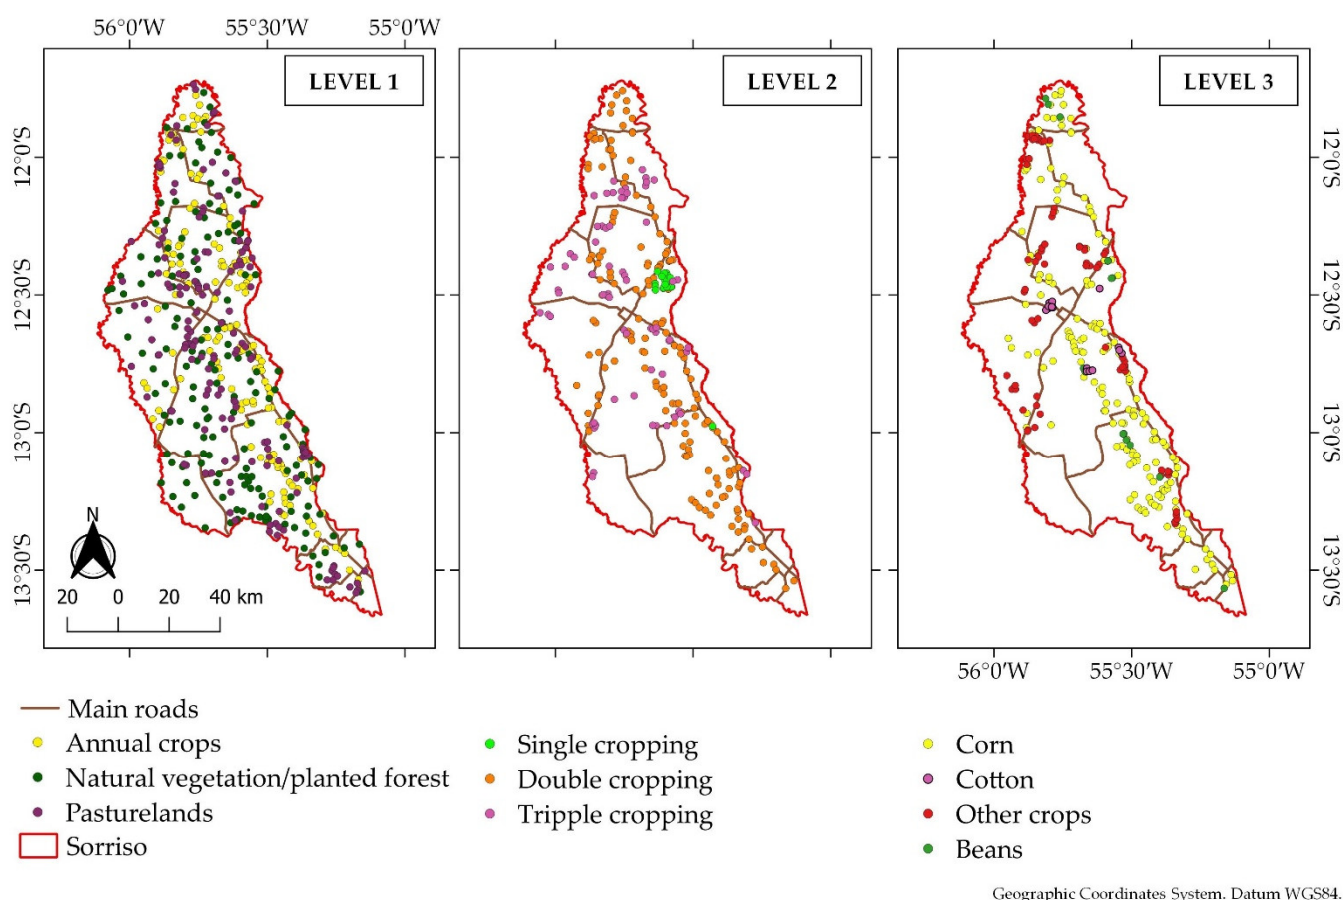 56°0′W 55°30′W 55°0′W
LEVEL 1 LEVEL 2 LEVEL 3
12°0′S 12°0′S
12°30′S 12°30′S
13°0′S 13°0′S
N
13°30′S 13°30′S
20 0 20 40 km
56°0′W 55°30′W 55°0′W
Main roads
Annual crops Single cropping Corn
Natural vegetation/planted forest Double cropping Cotton
Pasturelands Tripple cropping Other crops
Sorriso Beans
Geographic Coordinates System. Datum WGS84.